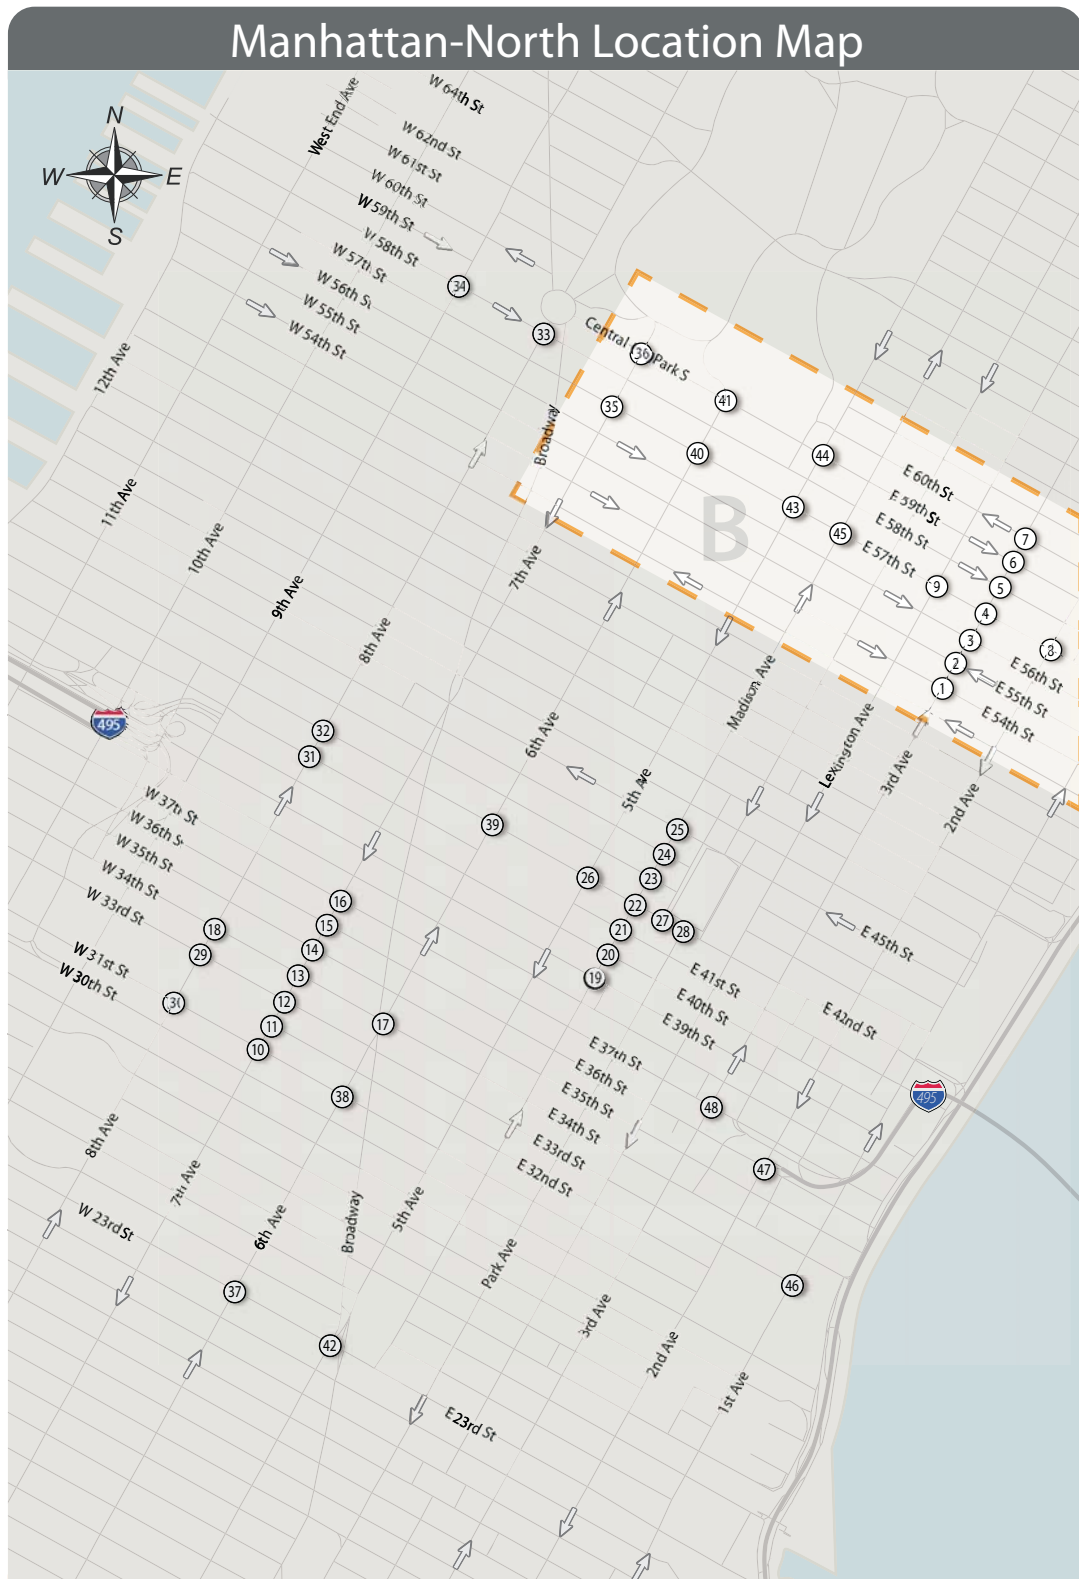 Manhattan-North Location Map
N
W E
S
West End Ave
W 64th St
W 62nd St
W 61st St
W 60th St
W 59th St
W 58th St
W 57th St
W 56th St
W 55th St
W 54th St
34
33
Central Park S
36
35
41
40
44
43
45
B
Broadway
12th Ave
11th Ave
10th Ave
9th Ave
8th Ave
7th Ave
6th Ave
5th Ave
Madison Ave
Lexington Ave
3rd Ave
2nd Ave
E 60th St
E 59th St
E 58th St
E 57th St
7
6
5
9
4
3
8
2
1
E 56th St
E 55th St
E 54th St
495
32
31
W 37th St
W 36th St
W 35th St
W 34th St
W 33rd St
W 31st St
W 30th St
39
25
24
26
23
22
27
28
21
20
19
16
15
18
14
29
13
30
12
11
10
17
38
E 45th St
E 42nd St
E 41st St
E 40th St
E 39th St
E 37th St
E 36th St
E 35th St
E 34th St
E 33rd St
E 32nd St
48
495
47
46
8th Ave
7th Ave
6th Ave
Broadway
5th Ave
Park Ave
3rd Ave
2nd Ave
1st Ave
W 23rd St
37
42
E 23rd St